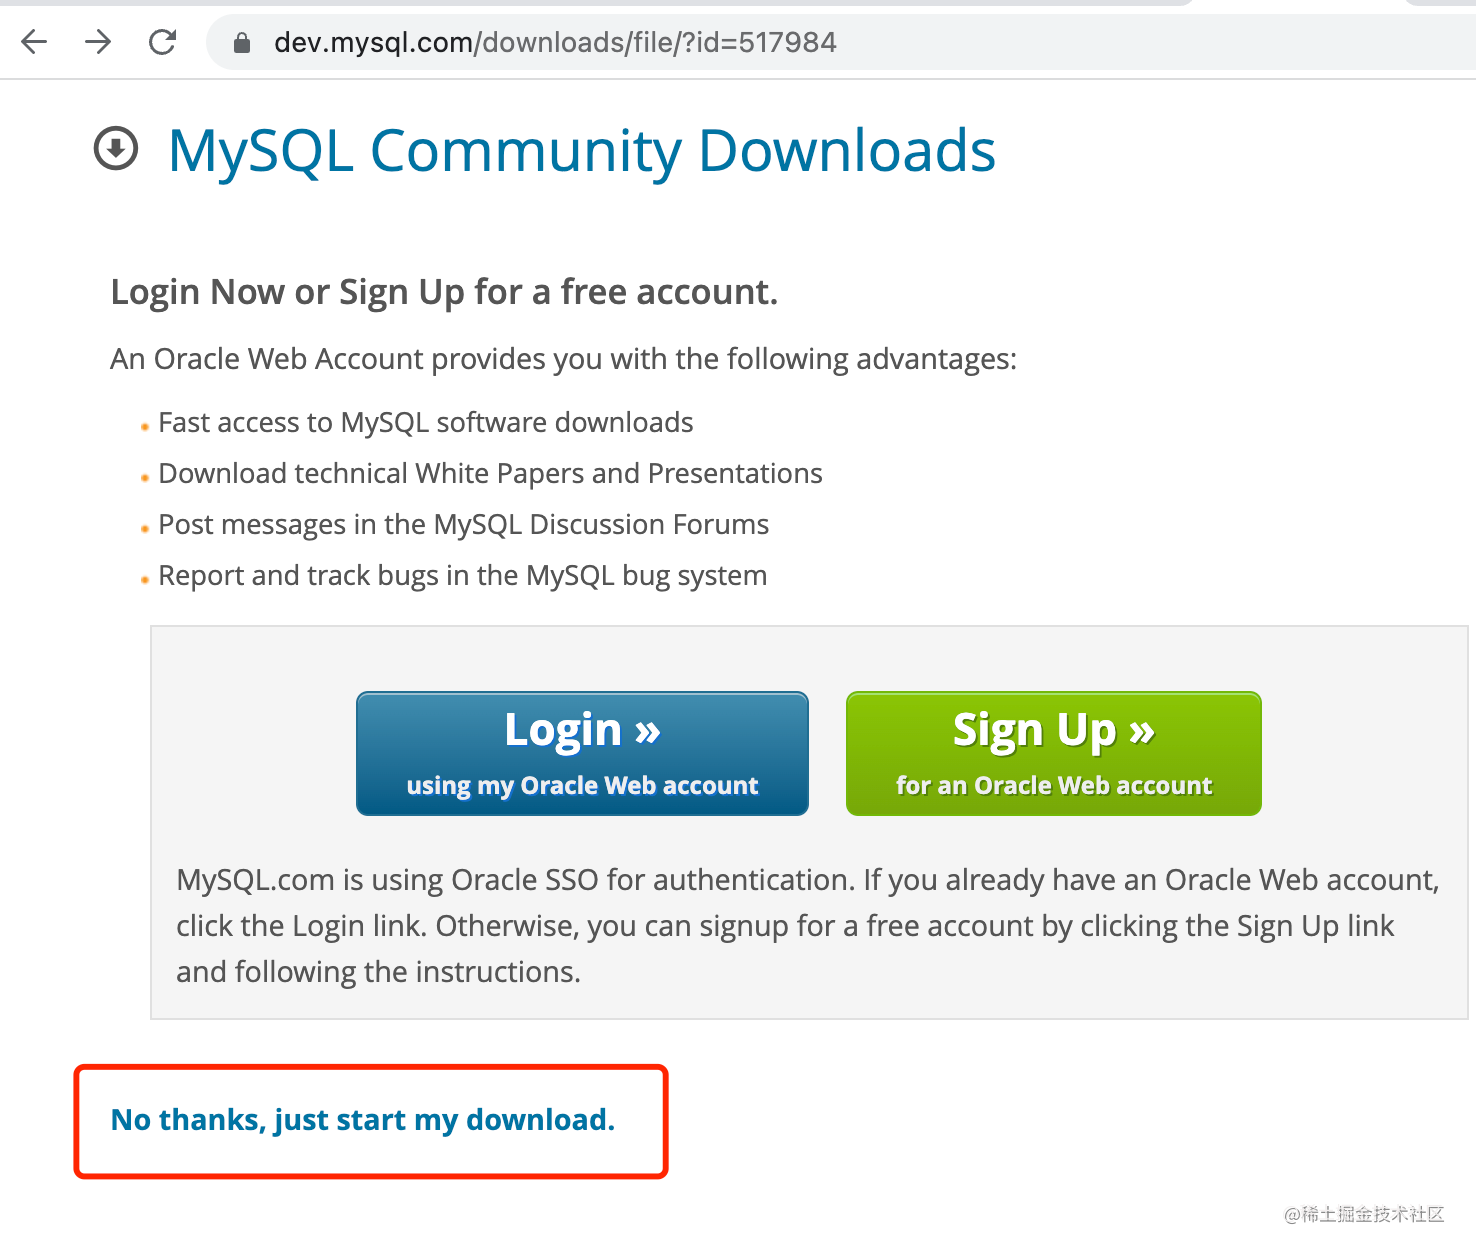 dev.mysql.com/downloads/file/?id=517984
MySQL Community Downloads
Login Now or Sign Up for a free account.
An Oracle Web Account provides you with the following advantages:
Fast access to MySQL software downloads
Download technical White Papers and Presentations
Post messages in the MySQL Discussion Forums
Report and track bugs in the MySQL bug system
Login »
using my Oracle Web account
Sign Up »
for an Oracle Web account
MySQL.com is using Oracle SSO for authentication. If you already have an Oracle Web account,
click the Login link. Otherwise, you can signup for a free account by clicking the Sign Up link
and following the instructions.
No thanks, just start my download.
@稀土掘金技术社区